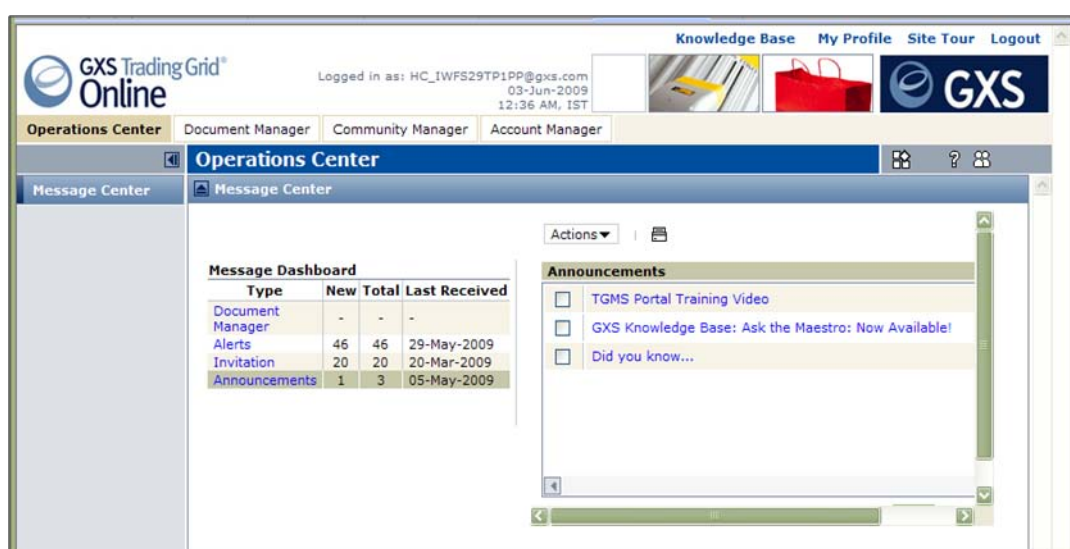 Knowledge Base My Profile Site Tour Logout
GXS Trading Grid®
Online
Logged in as: HC_IWFS29TP1PP@gxs.com
03-Jun-2009
12:36 AM, IST
GXS
Operations Center Document Manager Community Manager Account Manager
Operations Center
?
Message Center
Message Center
Actions
Message Dashboard
Type New Total Last Received
Document
Manager - - -
Alerts 46 46 29-May-2009
Invitation 20 20 20-Mar-2009
Announcements 1 3 05-May-2009
Announcements
TGMS Portal Training Video
GXS Knowledge Base: Ask the Maestro: Now Available!
Did you know...